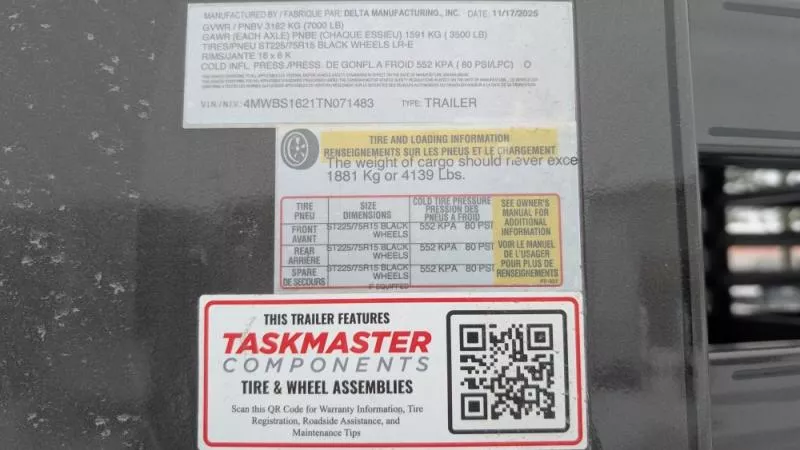 MANUFACTURED BY / FABRIQUE PAR: DELTA MANUFACTURING., INC. DATE: 11/17/2025
GVWR / PNBV 3182 KG (7000 LB)
GAWR (EACH AXLE) PNBE (CHAQUE ESSIEU) 1591 KG ( 3500 LB)
TIRES/PNEU ST225/75R15 BLACK WHEELS LR-E
RIMS/JANTE 16 x 6 K
COLD INFL. PRESS./PRESS. DE GONFL.A FROID 552 KPA ( 80 PSI/LPC) O
V.I.N./N.I.V.: 4MWBS1621TN071483 TYPE: TRAILER
TIRE AND LOADING INFORMATION
RENSEIGNEMENTS SUR LES PNEUS ET LE CHARGEMENT
The weight of cargo should never exce
1881 Kg or 4139 Lbs.
TIRE PNEU SIZE DIMENSIONS COLD TIRE PRESSURE PRESSION DES PNEUS A FROID
FRONT AVANT ST225/75R15 BLACK WHEELS 552 KPA 80 PSI
REAR ARRIÈRE ST225/75R15 BLACK WHEELS 552 KPA 80 PSI
SPARE DE SECOURS ST225/75R15 BLACK WHEELS 552 KPA 80 PSI
IF EQUIPPED
SEE OWNER'S
MANUAL FOR
ADDITIONAL
INFORMATION
VOIR LE MANUEL
DE L'USAGER
POUR PLUS DE
RENSEIGNEMENTS
THIS TRAILER FEATURES
TASKMASTER
COMPONENTS
TIRE & WHEEL ASSEMBLIES
Scan this QR Code for Warranty Information, Tire
Registration, Roadside Assistance, and
Maintenance Tips